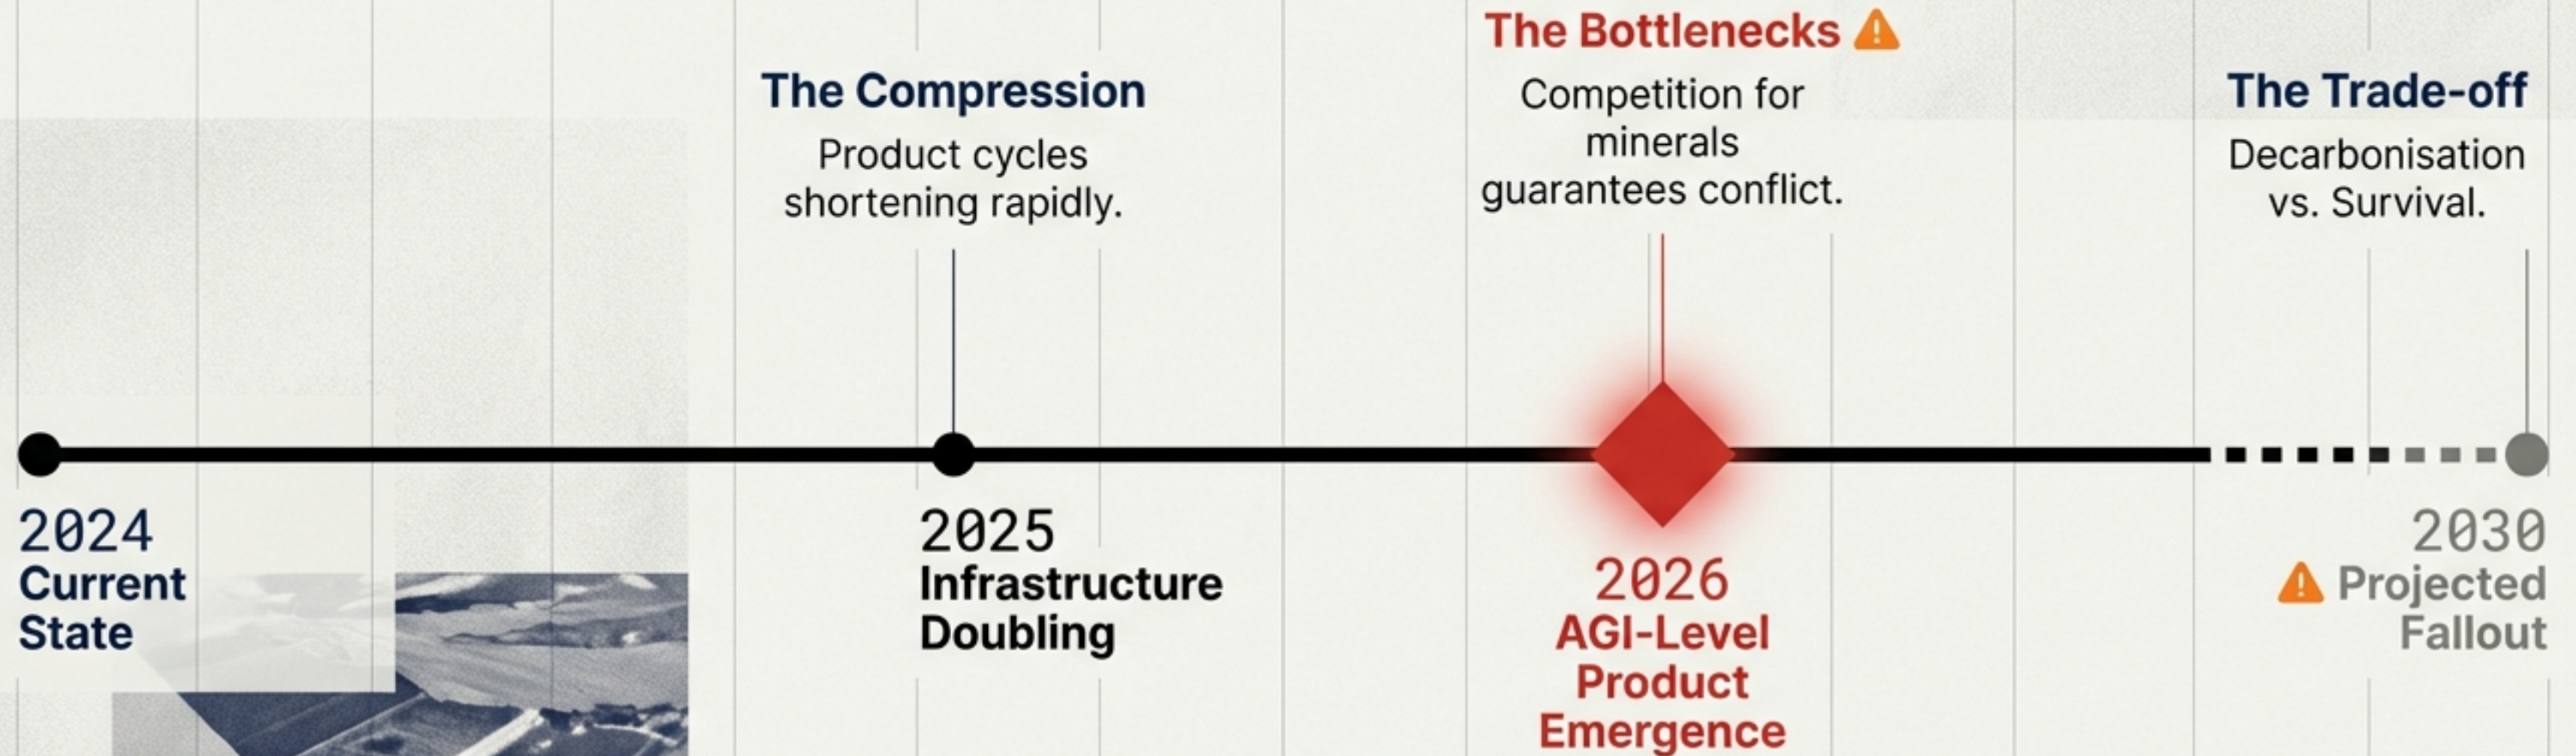 The Compression
Product cycles
shortening rapidly.
The Bottlenecks
Competition for
minerals
guarantees conflict.
The Trade-off
Decarbonisation
vs. Survival.
2024
Current
State
2025
Infrastructure
Doubling
2026
AGI-Level
Product
Emergence
2030
Projected
Fallout